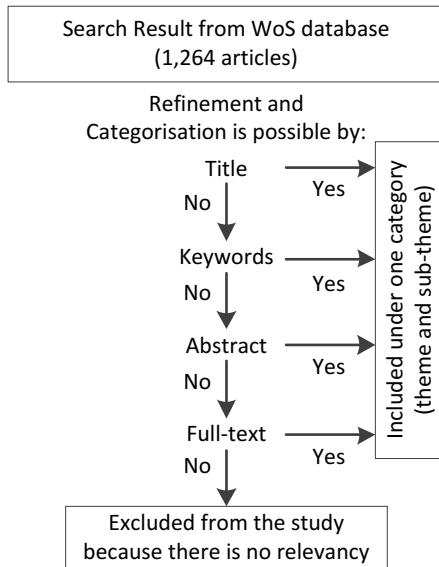 Search Result from WoS database
(1,264 articles)
Refinement and
Categorisation is possible by:
Title
Yes
No
Keywords
Yes
No
Abstract
Yes
No
Full-text
Yes
No
Included under one category
(theme and sub-theme)
Excluded from the study
because there is no relevancy